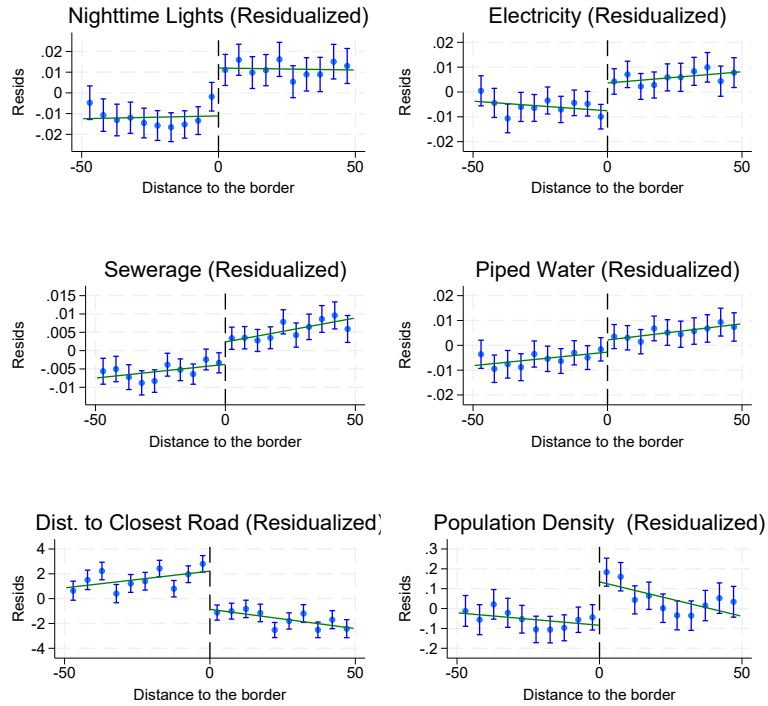 Nighttime Lights (Residualized)
Resids
.02
.01
0
-.01
-.02
-50
0
50
Distance to the border
Electricity (Residualized)
Resids
.02
.01
0
-.01
-.02
-50
0
50
Distance to the border
Sewerage (Residualized)
Resids
.015
.01
.005
0
-.005
-.01
-50
0
50
Distance to the border
Piped Water (Residualized)
Resids
.02
.01
0
-.01
-.02
-50
0
50
Distance to the border
Dist. to Closest Road (Residualized)
Resids
4
2
0
-2
-4
-50
0
50
Distance to the border
Population Density (Residualized)
Resids
.3
.2
.1
0
-.1
-.2
-50
0
50
Distance to the border